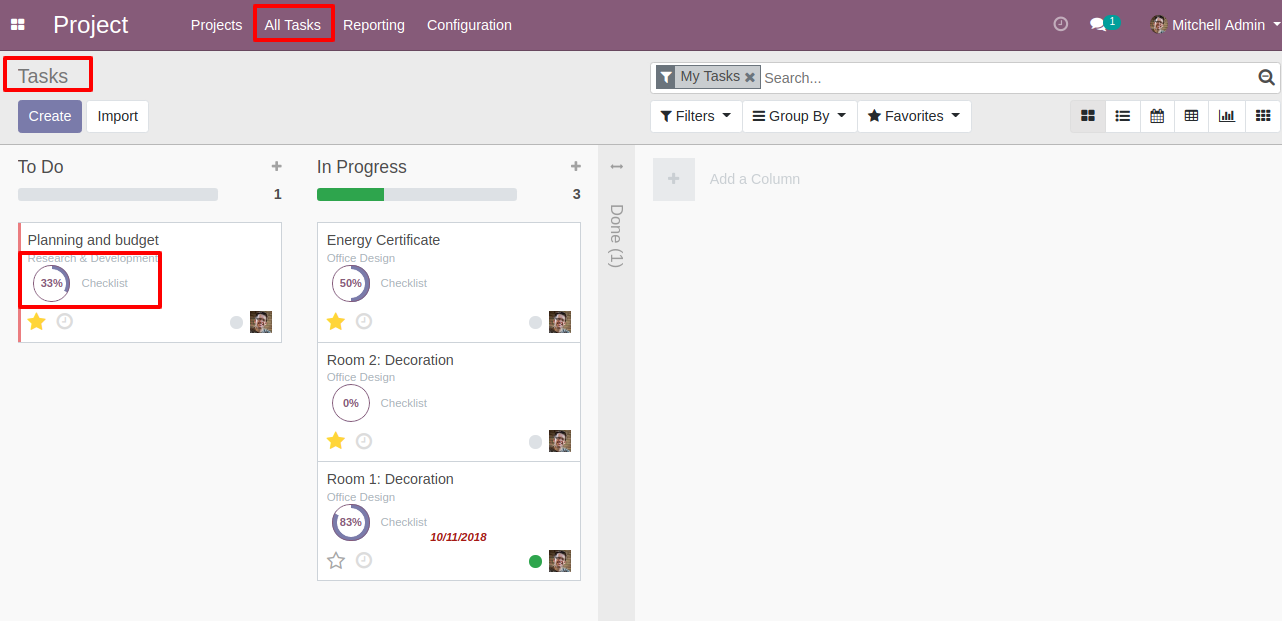 Project Projects All Tasks Reporting Configuration 1 Mitchell Admin
Tasks
My Tasks Search...
Create Import
Filters Group By Favorites
To Do
1
Planning and budget
Research & Development
33% Checklist
In Progress
3
Energy Certificate
Office Design
50% Checklist
Room 2: Decoration
Office Design
0% Checklist
Room 1: Decoration
Office Design
83% Checklist
10/11/2018
Done (1)
Add a Column